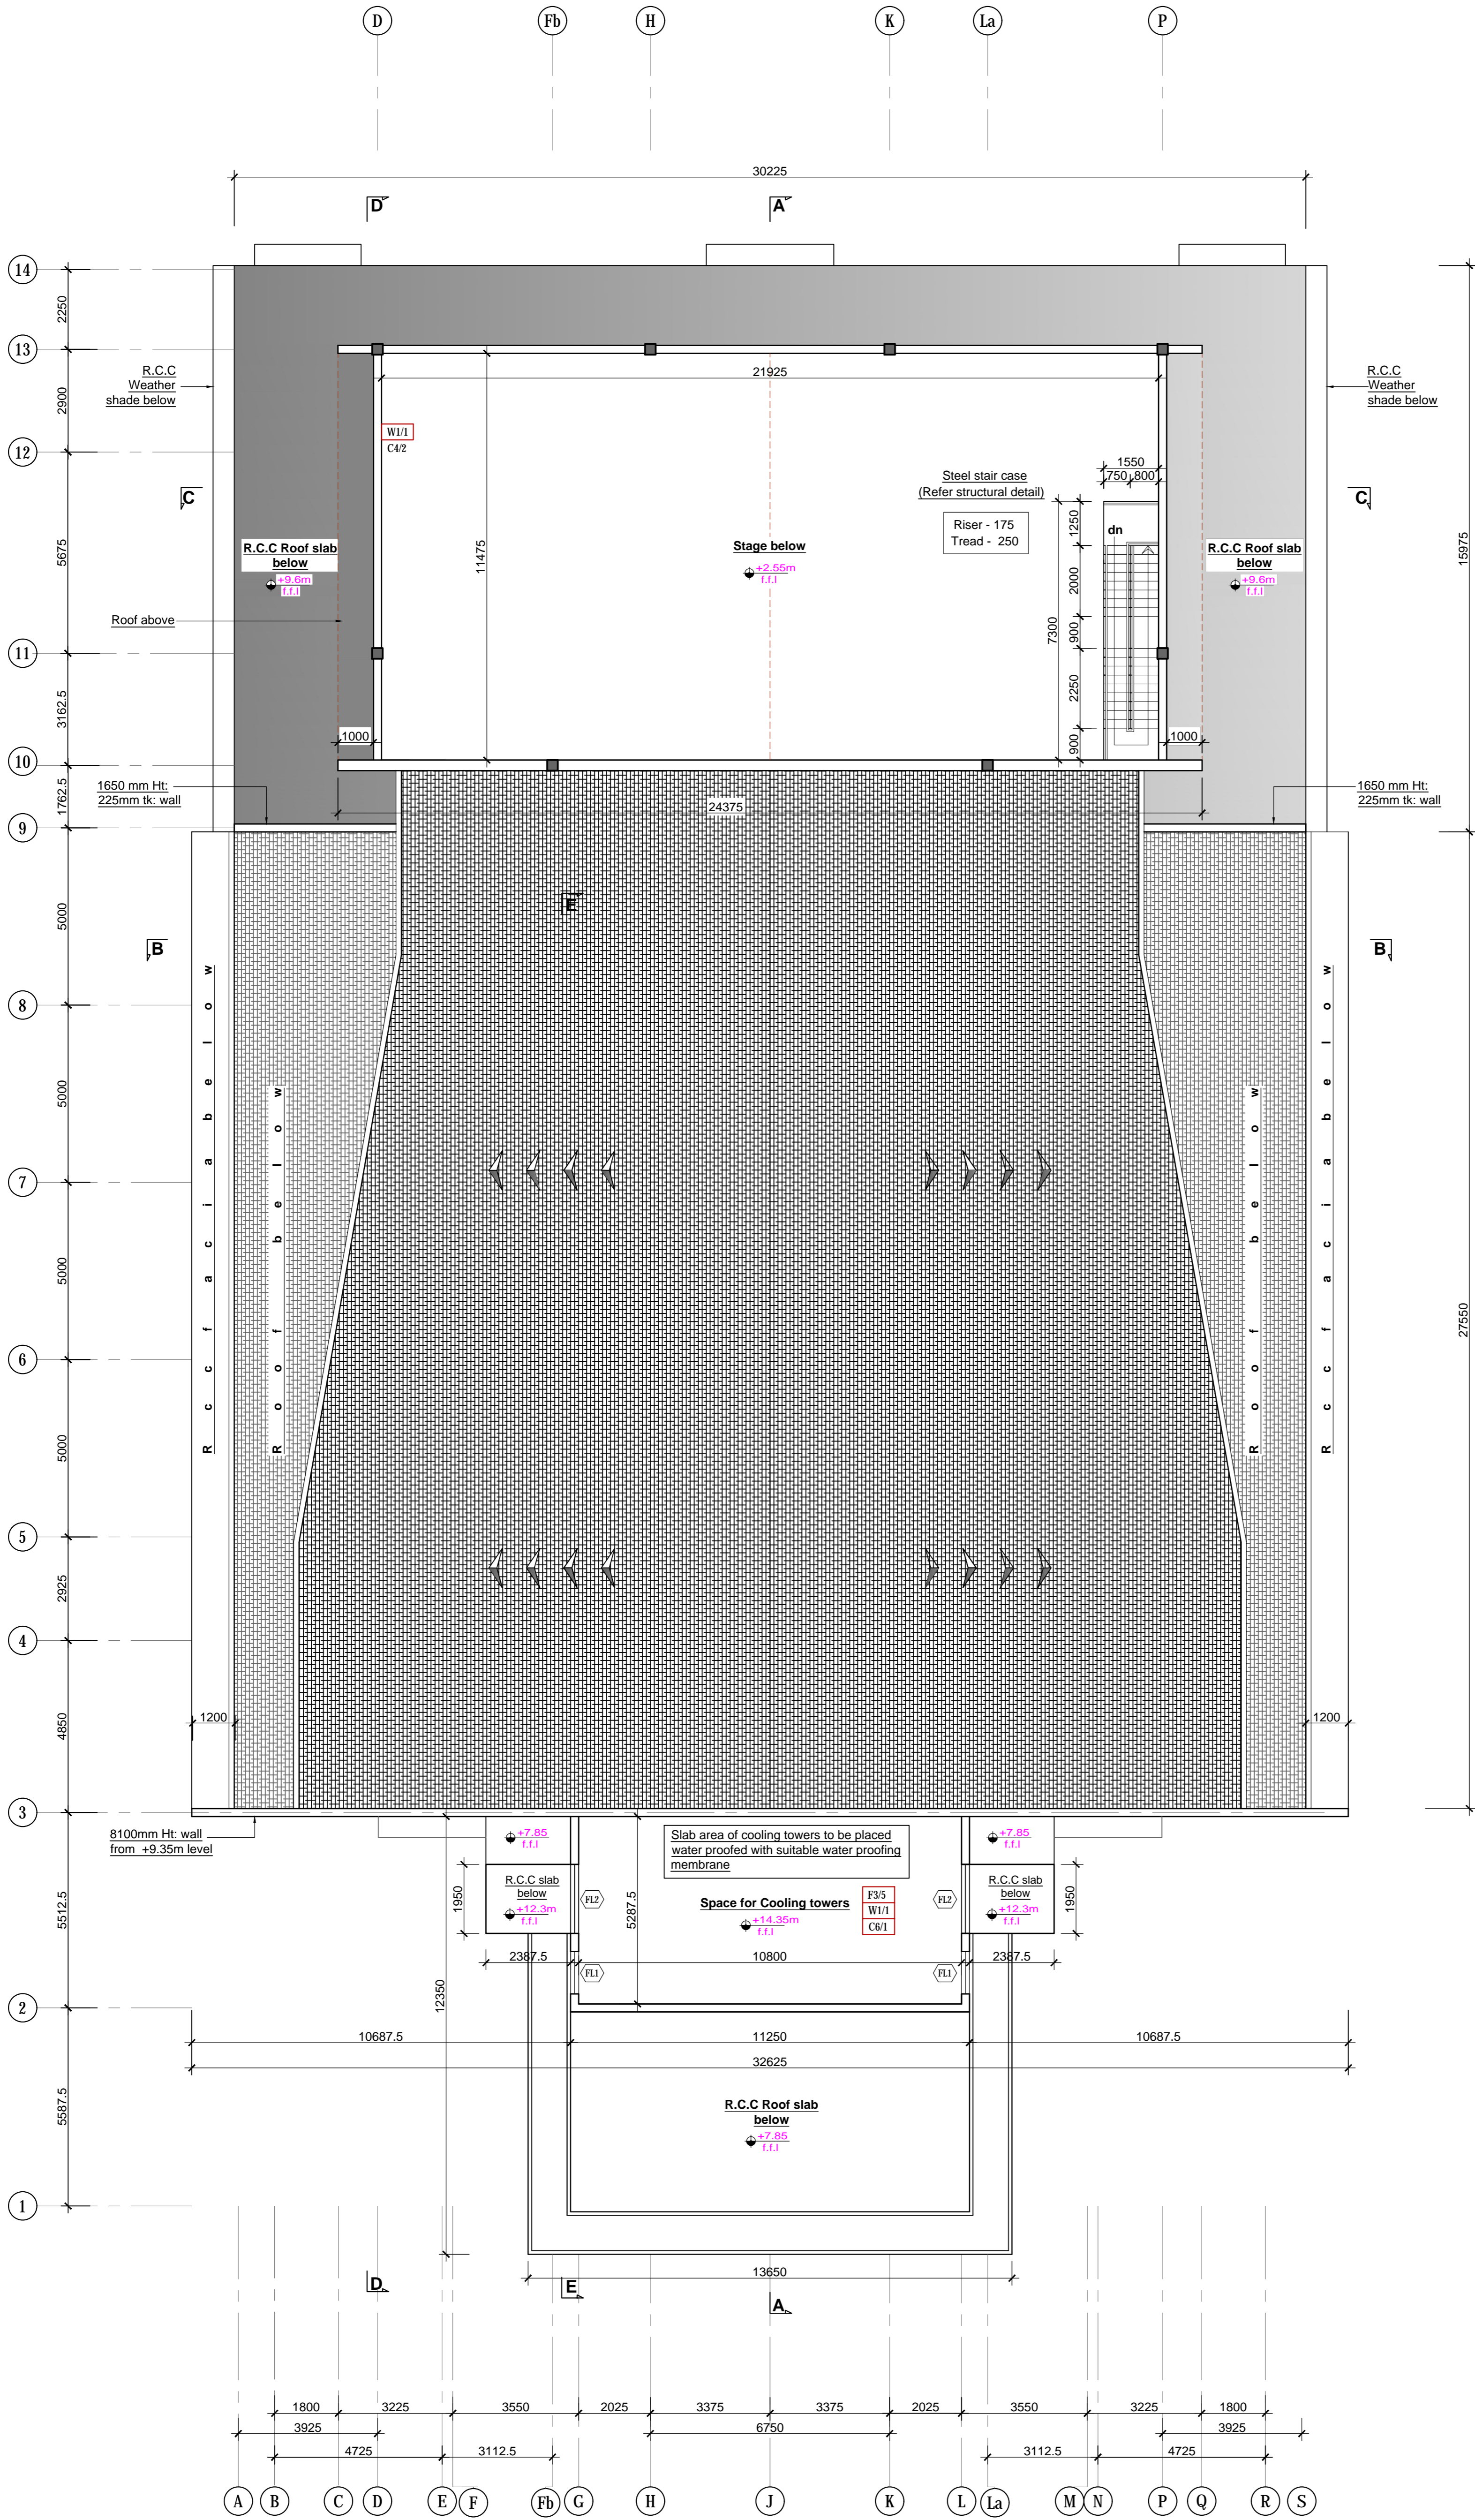 D
Fb
H
K
La
P
30225
D
A
14
2250
13
R.C.C
Weather
shade below
R.C.C
Weather
shade below
21925
2900
W1/1
C4/2
12
1550
750
800
Steel stair case
(Refer structural detail)
C
C
Riser - 175
Tread - 250
1250
dn
R.C.C Roof slab
below
+9.6m
f.f.l
Stage below
+2.55m
f.f.l
R.C.C Roof slab
below
+9.6m
f.f.l
11475
5675
15975
2000
Roof above
7300
900
11
2250
3162.5
1000
1000
900
10
1650 mm Ht:
225mm tk: wall
1650 mm Ht:
225mm tk: wall
1762.5
24375
9
E
5000
B
B
8
Rcc facia below
Roof below
Roof below
Rcc facia below
5000
7
5000
27550
6
5000
5
2925
4
1200
1200
4850
3
8100mm Ht: wall
from +9.35m level
+7.85
f.f.l
Slab area of cooling towers to be placed
water proofed with suitable water proofing
membrane
+7.85
f.f.l
R.C.C slab
below
+12.3m
f.f.l
1950
FL2
5287.5
Space for Cooling towers
+14.35m
f.f.l
F3/5
W1/1
C6/1
FL2
R.C.C slab
below
+12.3m
f.f.l
1950
5512.5
2387.5
10800
2387.5
FL1
FL1
12350
2
10687.5
11250
10687.5
32625
5587.5
R.C.C Roof slab
below
+7.85
f.f.l
1
13650
D
E
A
1800
3225
3550
2025
3375
3375
2025
3550
3225
1800
3925
6750
3925
4725
3112.5
3112.5
4725
A
B
C
D
E
F
Fb
G
H
J
K
L
La
M
N
P
Q
R
S